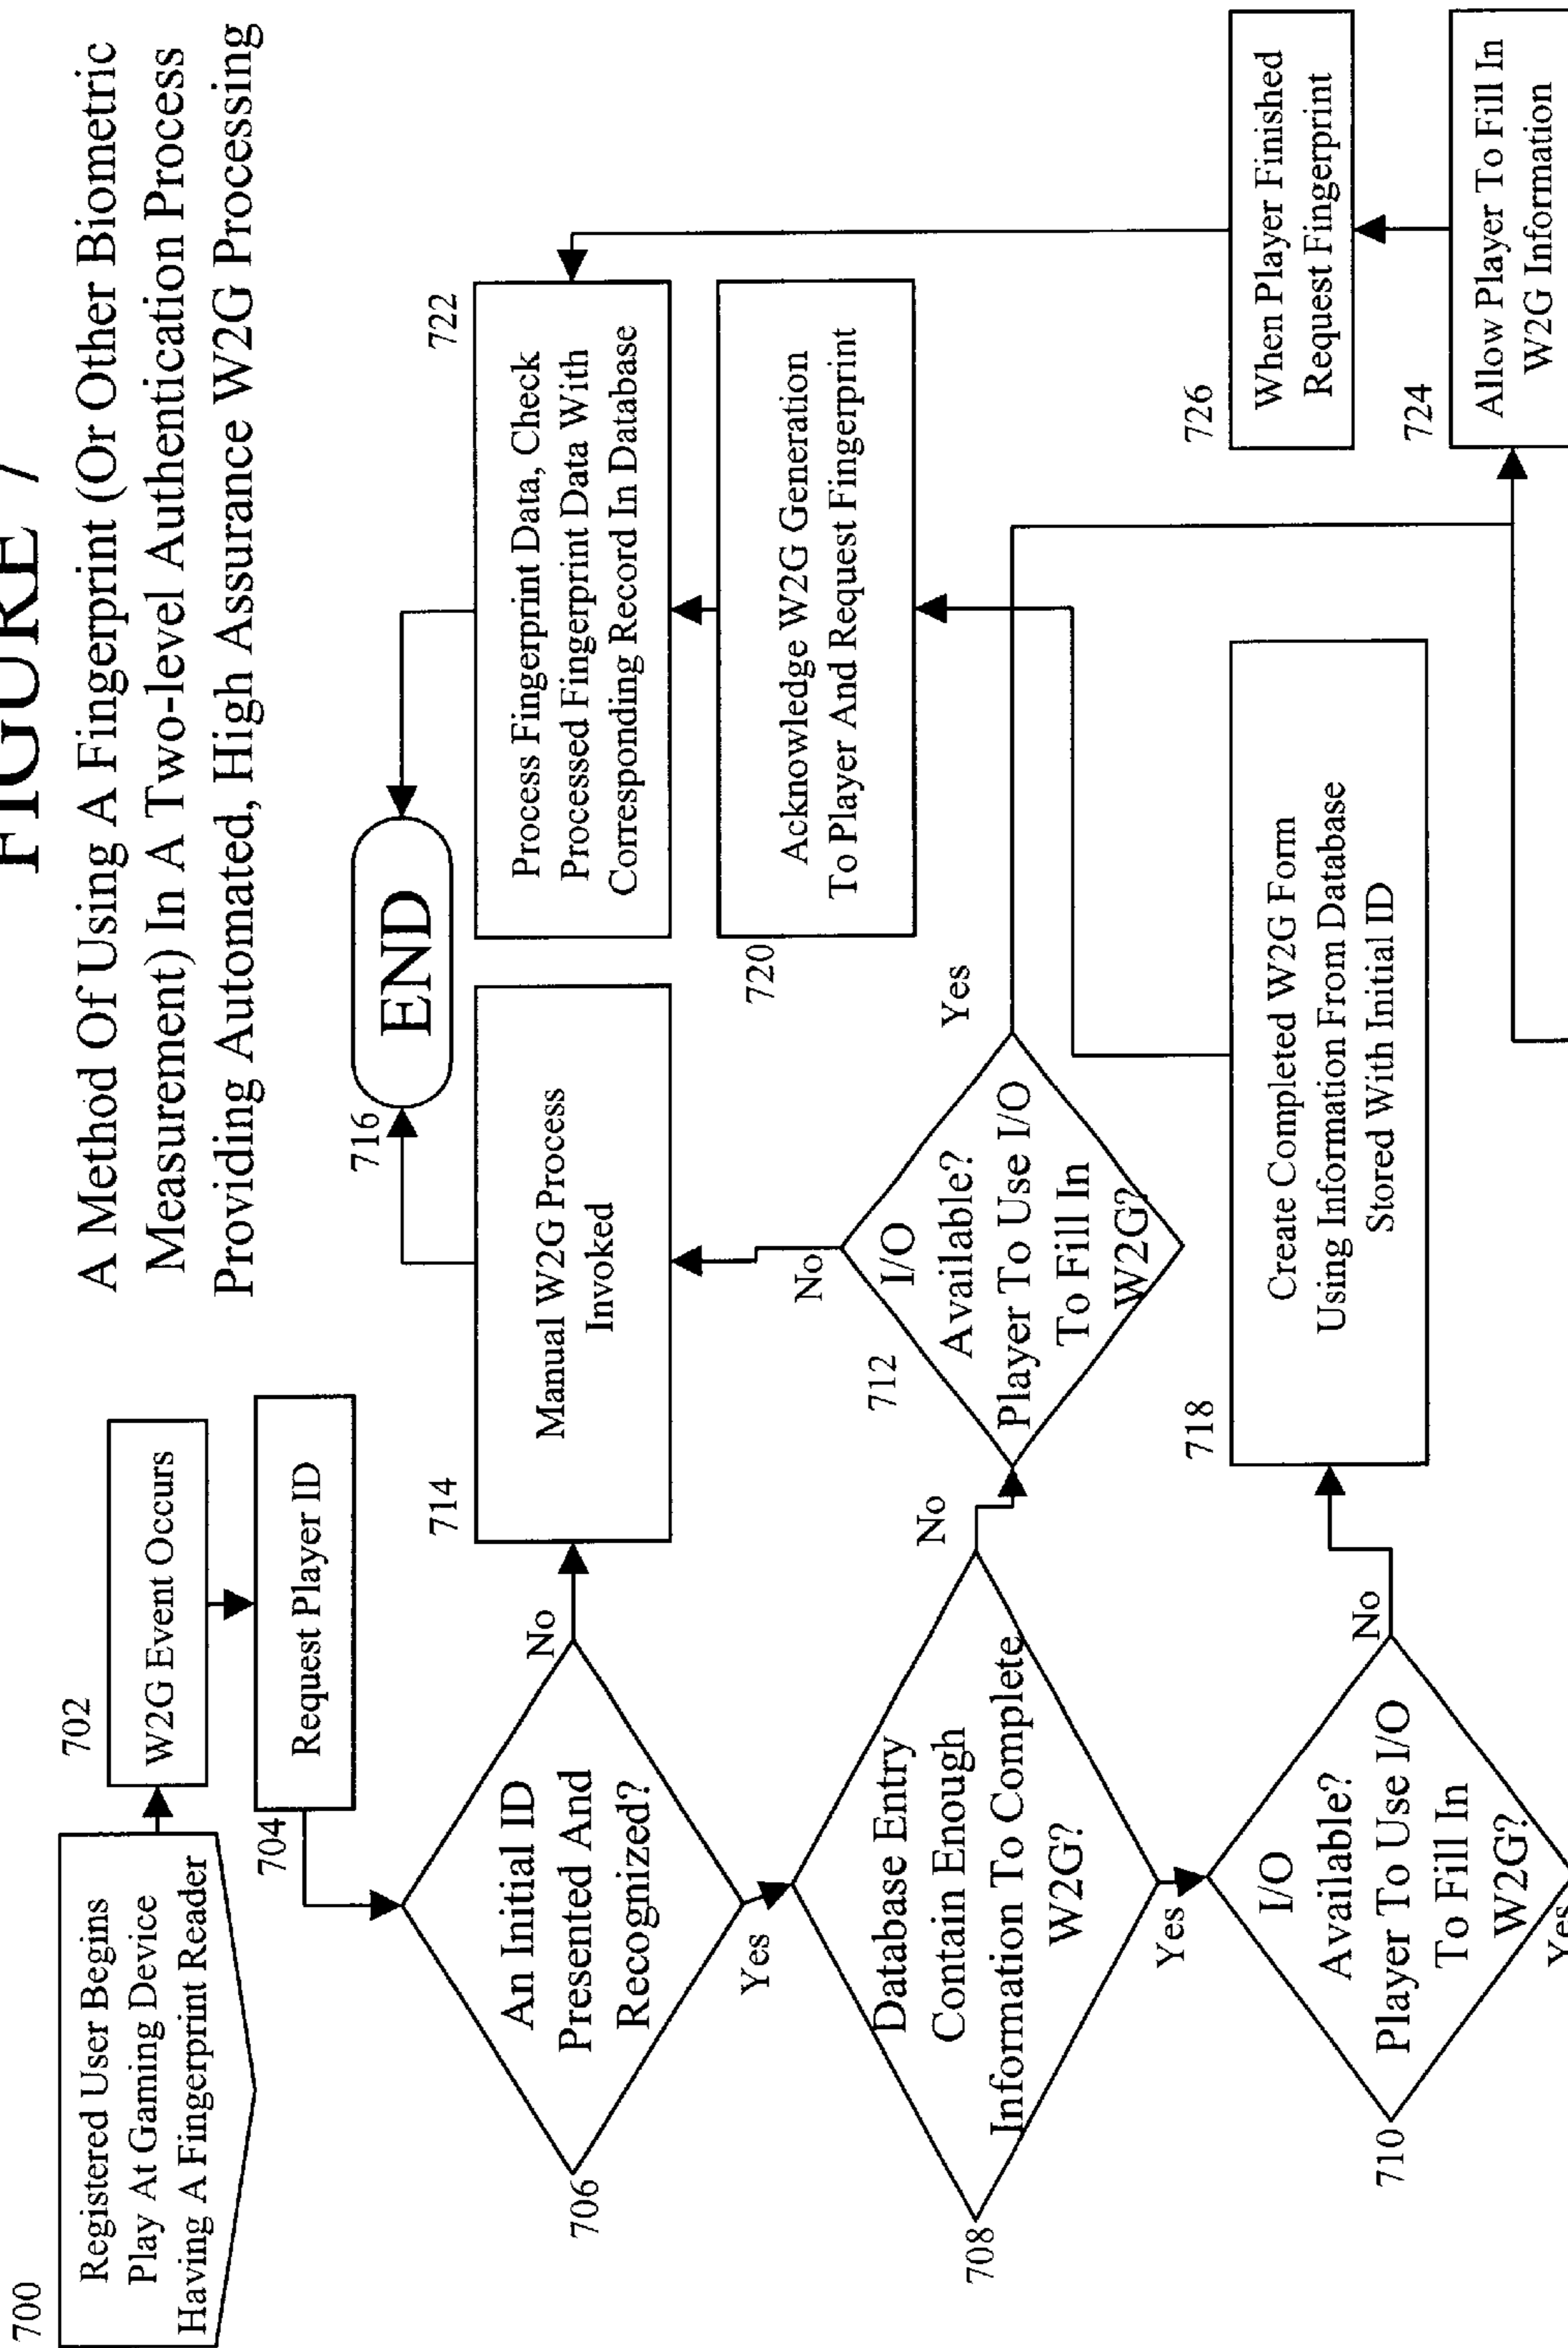 FIGURE 7
A Method Of Using A Fingerprint (Or Other Biometric
Measurement) In A Two-level Authentication Process
Providing Automated, High Assurance W2G Processing
700
Registered User Begins
Play At Gaming Device
Having A Fingerprint Reader
702
W2G Event Occurs
704
Request Player ID
706
An Initial ID
Presented And
Recognized?
No
Yes
714
Manual W2G Process
Invoked
716
END
722
Process Fingerprint Data, Check
Processed Fingerprint Data With
Corresponding Record In Database
720
Acknowledge W2G Generation
To Player And Request Fingerprint
708
Database Entry
Contain Enough
Information To Complete
W2G?
No
Yes
712
I/O
Available?
Player To Use I/O
To Fill In
W2G?
No
Yes
710
I/O
Available?
Player To Use I/O
To Fill In
W2G?
No
Yes
718
Create Completed W2G Form
Using Information From Database
Stored With Initial ID
726
When Player Finished
Request Fingerprint
724
Allow Player To Fill In
W2G Information